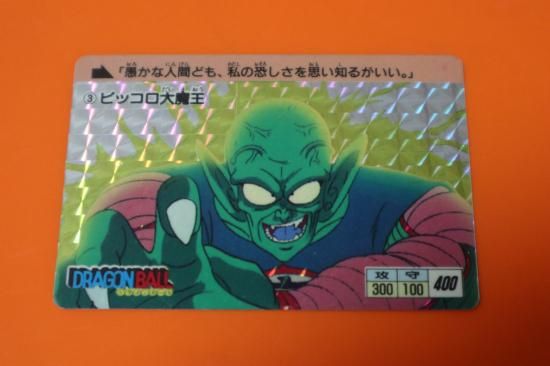 「愚かな人間ども、私の恐しさを思い知るがいい。」
③ピッコロ大魔王
DRAGON BALL
攻 守
300 100 400